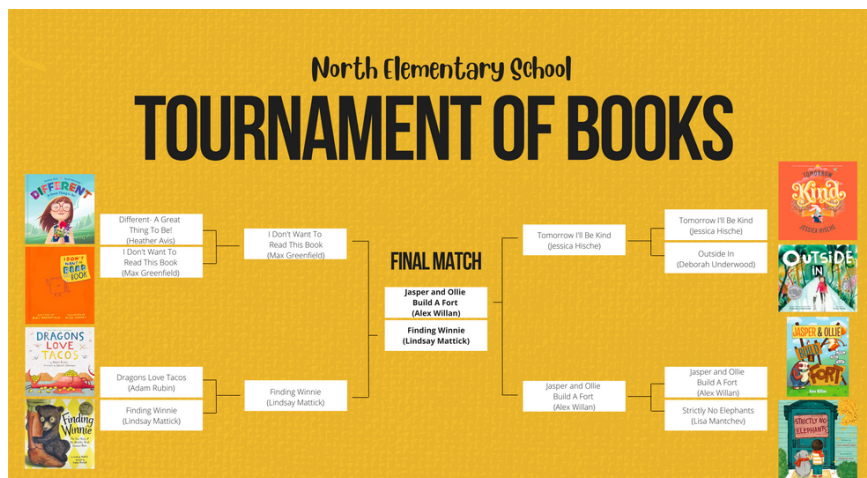 North Elementary School
TOURNAMENT OF BOOKS
DIFFERENT
Different- A Great
Thing To Be!
(Heather Avis)
I Don't Want To
Read This Book
(Max Greenfield)
I DON'T
WANT TO
READ THIS
BOOK
DRAGONS
LOVE
TACOS
Dragons Love Tacos
(Adam Rubin)
Finding Winnie
(Lindsay Mattick)
Finding
Winnie
I Don't Want To
Read This Book
(Max Greenfield)
Finding Winnie
(Lindsay Mattick)
FINAL MATCH
Jasper and Ollie
Build A Fort
(Alex Willan)
Finding Winnie
(Lindsay Mattick)
Tomorrow I'll Be Kind
(Jessica Hische)
Jasper and Ollie
Build A Fort
(Alex Willan)
Tomorrow I'll Be Kind
(Jessica Hische)
Outside In
(Deborah Underwood)
Jasper and Ollie
Build A Fort
(Alex Willan)
Strictly No Elephants
(Lisa Mantchev)
TOMORROW
Kind
JESSICA HISCHE
OUTSIDE
IN
JASPER & OLLIE
BUILD
FORT
STRICTLY NO
ELEPHANTS